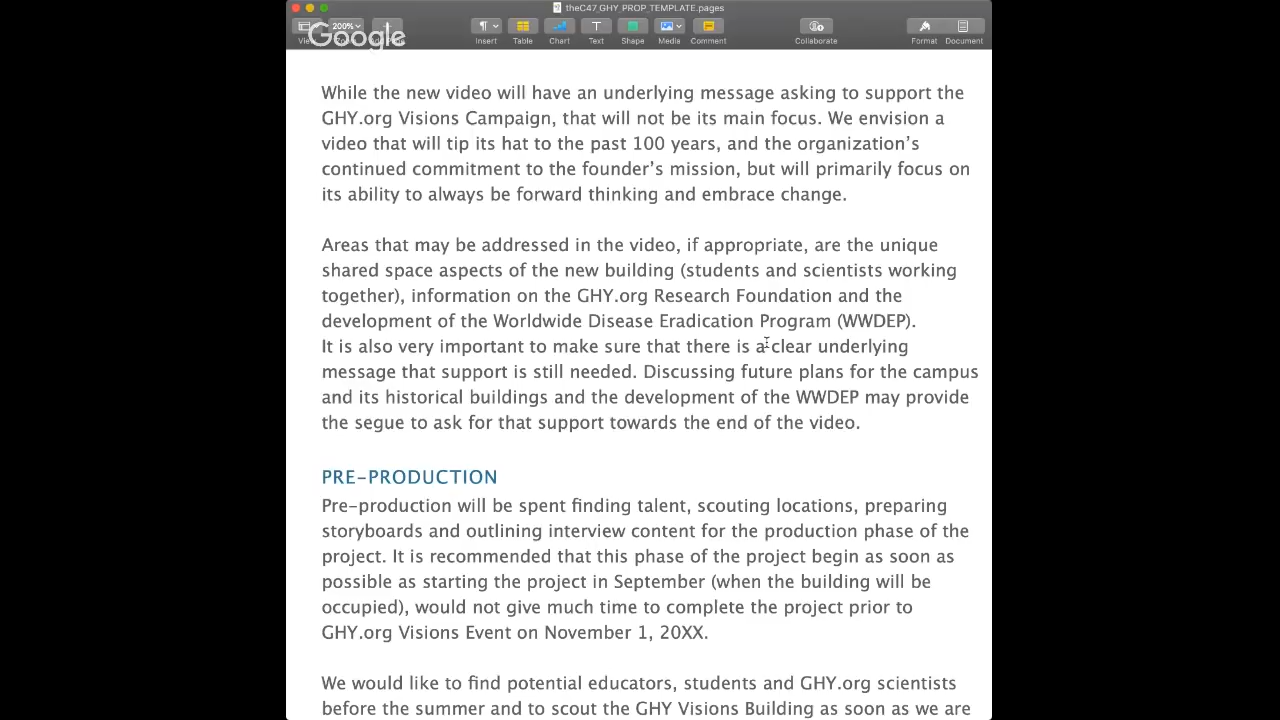 theC47_GHY_PROP_TEMPLATE.pages
200%
Google
Insert
Table
Chart
Text
Shape
Media
Comment
Collaborate
Format
Document
While the new video will have an underlying message asking to support the
GHY.org Visions Campaign, that will not be its main focus. We envision a
video that will tip its hat to the past 100 years, and the organization’s
continued commitment to the founder’s mission, but will primarily focus on
its ability to always be forward thinking and embrace change.
Areas that may be addressed in the video, if appropriate, are the unique
shared space aspects of the new building (students and scientists working
together), information on the GHY.org Research Foundation and the
development of the Worldwide Disease Eradication Program (WWDEP).
It is also very important to make sure that there is a clear underlying
message that support is still needed. Discussing future plans for the campus
and its historical buildings and the development of the WWDEP may provide
the segue to ask for that support towards the end of the video.
PRE-PRODUCTION
Pre-production will be spent finding talent, scouting locations, preparing
storyboards and outlining interview content for the production phase of the
project. It is recommended that this phase of the project begin as soon as
possible as starting the project in September (when the building will be
occupied), would not give much time to complete the project prior to
GHY.org Visions Event on November 1, 20XX.
We would like to find potential educators, students and GHY.org scientists
before the summer and to scout the GHY Visions Building as soon as we are